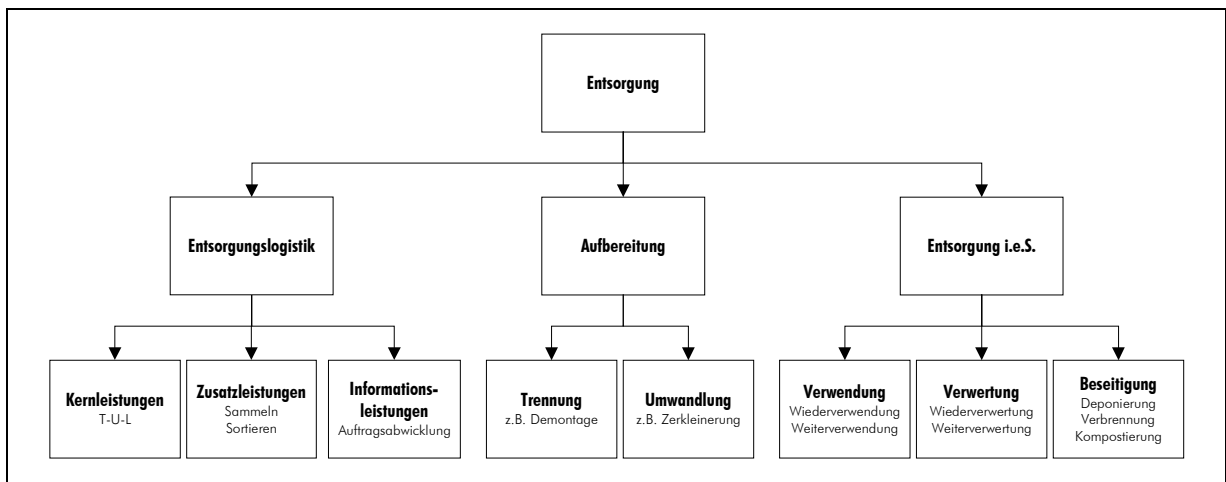 Entsorgung
Entsorgungslogistik
Aufbereitung
Entsorgung i.e.S.
Kernleistungen
T-U-L
Zusatzleistungen
Sammeln
Sortieren
Informations-
leistungen
Auftragsabwicklung
Trennung
z.B. Demontage
Umwandlung
z.B. Zerkleinerung
Verwendung
Wiederverwendung
Weiterverwendung
Verwertung
Wiederverwertung
Weiterverwertung
Beseitigung
Deponierung
Verbrennung
Kompostierung